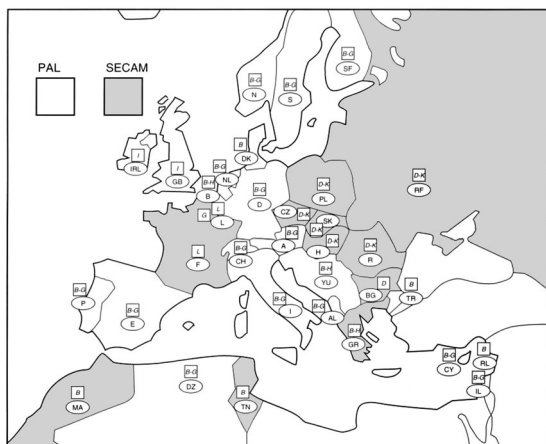 PAL SECAM
B-G
N
B-G
S
B-G
SF
I
IRL
I
GB
B
DK
B-G
NL
B-H
B
G
L
L
B-G
D
D-K
PL
D-K
RF
CZ
D-K
SK
D-K
H
D-K
D-K
R
B-G
A
B-G
CH
L
F
B-H
YU
D
BG
B
TR
B-G
P
B-G
E
B-G
I
B-G
AL
B-H
GR
B-G
CY
B
RL
B-G
IL
B
MA
B-G
DZ
B
TN